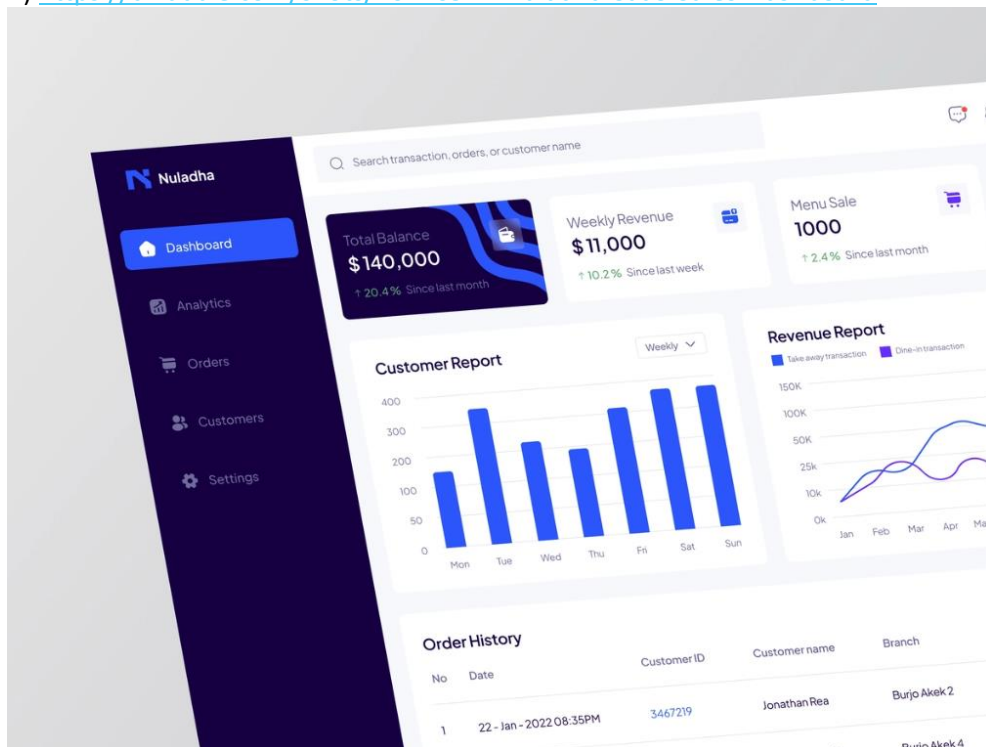 Nuladha
Search transaction, orders, or customer name
Dashboard
Analytics
Orders
Customers
Settings
Total Balance
$140,000
↑ 20.4% Since last month
Weekly Revenue
$11,000
↑ 10.2% Since last week
Menu Sale
1000
↑ 2.4% Since last month
Customer Report
Weekly
400
300
200
100
50
0
Mon Tue Wed Thu Fri Sat Sun
Revenue Report
Take away transaction Dine-in transaction
150K
100K
50K
25k
10k
0k
Jan Feb Mar Apr Ma
Order History
No Date Customer ID Customer name Branch
1 22 - Jan - 2022 08:35PM 3467219 Jonathan Rea Burjo Akek 2
Burjo Akek 4